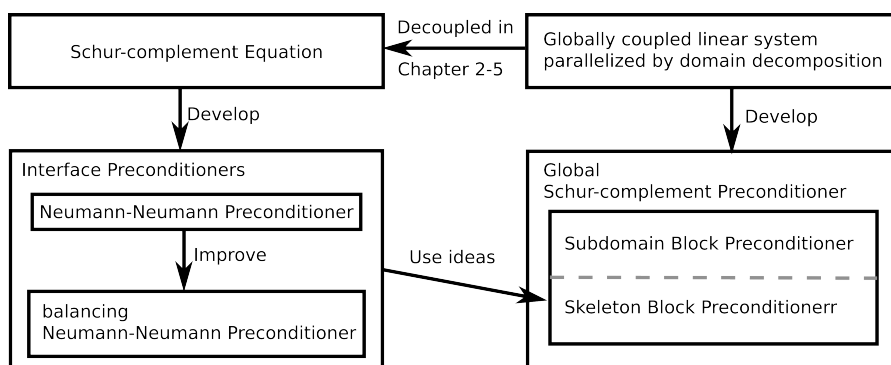 Schur-complement Equation
Decoupled in
Chapter 2-5
Globally coupled linear system
parallelized by domain decomposition
Develop
Develop
Interface Preconditioners
Neumann-Neumann Preconditioner
Improve
balancing
Neumann-Neumann Preconditioner
Use ideas
Global
Schur-complement Preconditioner
Subdomain Block Preconditioner
Skeleton Block Preconditionerr